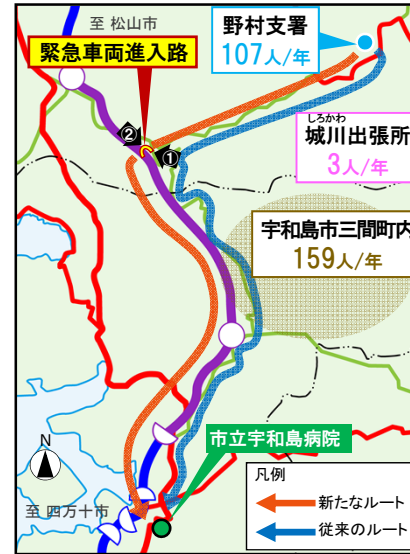 至 松山市
野村支署
107人/年
緊急車両進入路
②
①
しろかわ
城川出張所
3人/年
宇和島市三間町内
159人/年
市立宇和島病院
N
至 四万十市
凡例
新たなルート
従来のルート